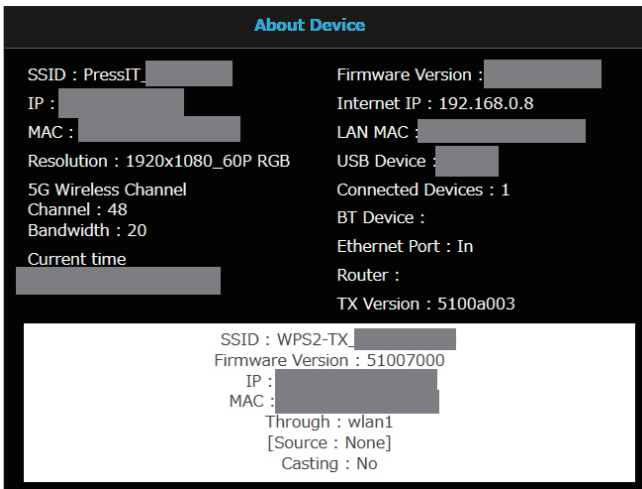 About Device
SSID : PressIT_
IP :
MAC :
Resolution : 1920x1080_60P RGB
5G Wireless Channel
Channel : 48
Bandwidth : 20
Current time
Firmware Version :
Internet IP : 192.168.0.8
LAN MAC :
USB Device :
Connected Devices : 1
BT Device :
Ethernet Port : In
Router :
TX Version : 5100a003
SSID : WPS2-TX_
Firmware Version : 51007000
IP :
MAC :
Through : wlan1
[Source : None]
Casting : No